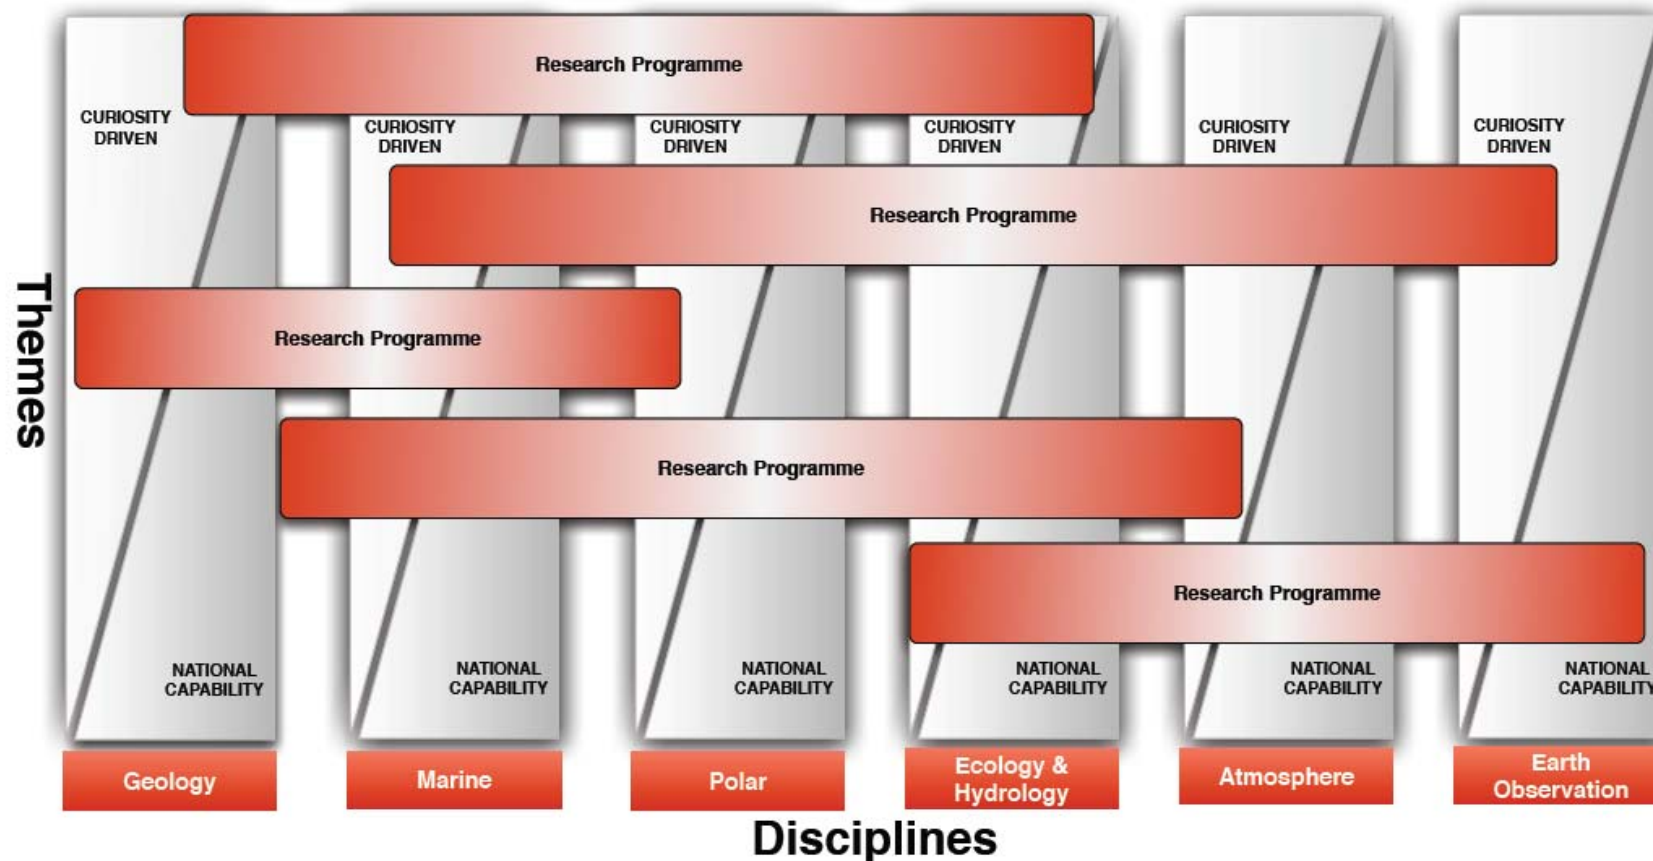 Research Programme
CURIOSITY
DRIVEN
CURIOSITY
DRIVEN
CURIOSITY
DRIVEN
CURIOSITY
DRIVEN
CURIOSITY
DRIVEN
CURIOSITY
DRIVEN
Research Programme
Themes
Research Programme
Research Programme
Research Programme
NATIONAL
CAPABILITY
NATIONAL
CAPABILITY
NATIONAL
CAPABILITY
NATIONAL
CAPABILITY
NATIONAL
CAPABILITY
NATIONAL
CAPABILITY
Geology
Marine
Polar
Ecology &
Hydrology
Atmosphere
Earth
Observation
Disciplines